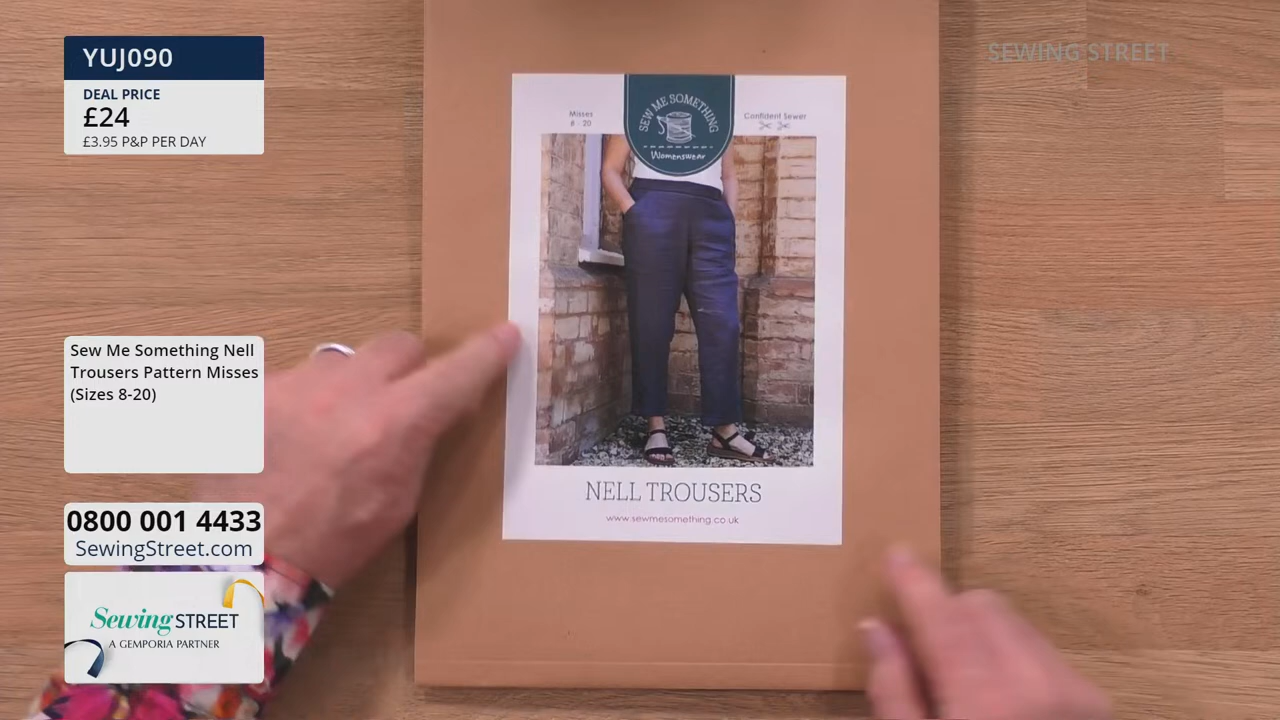 YUJ090
DEAL PRICE
£24
£3.95 P&P PER DAY
SEWING STREET
Misses
8 - 20
SEW ME SOMETHING
Womenswear
Confident Sewer
Sew Me Something Nell
Trousers Pattern Misses
(Sizes 8-20)
NELL TROUSERS
www.sewmesomething.co.uk
0800 001 4433
SewingStreet.com
Sewing STREET
A GEMPORIA PARTNER